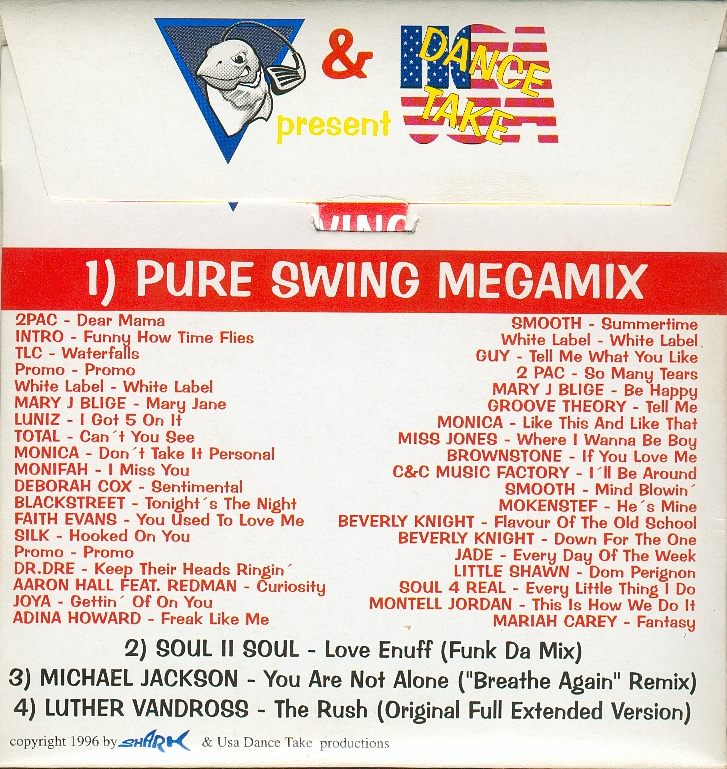 &
USA
DANCE
TAKE
present
VING
1) PURE SWING MEGAMIX
2PAC - Dear Mama
INTRO - Funny How Time Flies
TLC - Waterfalls
Promo - Promo
White Label - White Label
MARY J BLIGE - Mary Jane
LUNIZ - I Got 5 On It
TOTAL - Can´t You See
MONICA - Don´t Take It Personal
MONIFAH - I Miss You
DEBORAH COX - Sentimental
BLACKSTREET - Tonight´s The Night
FAITH EVANS - You Used To Love Me
SILK - Hooked On You
Promo - Promo
DR.DRE - Keep Their Heads Ringin´
AARON HALL FEAT. REDMAN - Curiosity
JOYA - Gettin´ Of On You
ADINA HOWARD - Freak Like Me
SMOOTH - Summertime
White Label - White Label
GUY - Tell Me What You Like
2 PAC - So Many Tears
MARY J BLIGE - Be Happy
GROOVE THEORY - Tell Me
MONICA - Like This And Like That
MISS JONES - Where I Wanna Be Boy
BROWNSTONE - If You Love Me
C&C MUSIC FACTORY - I´ll Be Around
SMOOTH - Mind Blowin´
MOKENSTEF - He´s Mine
BEVERLY KNIGHT - Flavour Of The Old School
BEVERLY KNIGHT - Down For The One
JADE - Every Day Of The Week
LITTLE SHAWN - Dom Perignon
SOUL 4 REAL - Every Little Thing I Do
MONTELL JORDAN - This Is How We Do It
MARIAH CAREY - Fantasy
2) SOUL II SOUL - Love Enuff (Funk Da Mix)
3) MICHAEL JACKSON - You Are Not Alone ("Breathe Again" Remix)
4) LUTHER VANDROSS - The Rush (Original Full Extended Version)
copyright 1996 by SHARK & Usa Dance Take productions